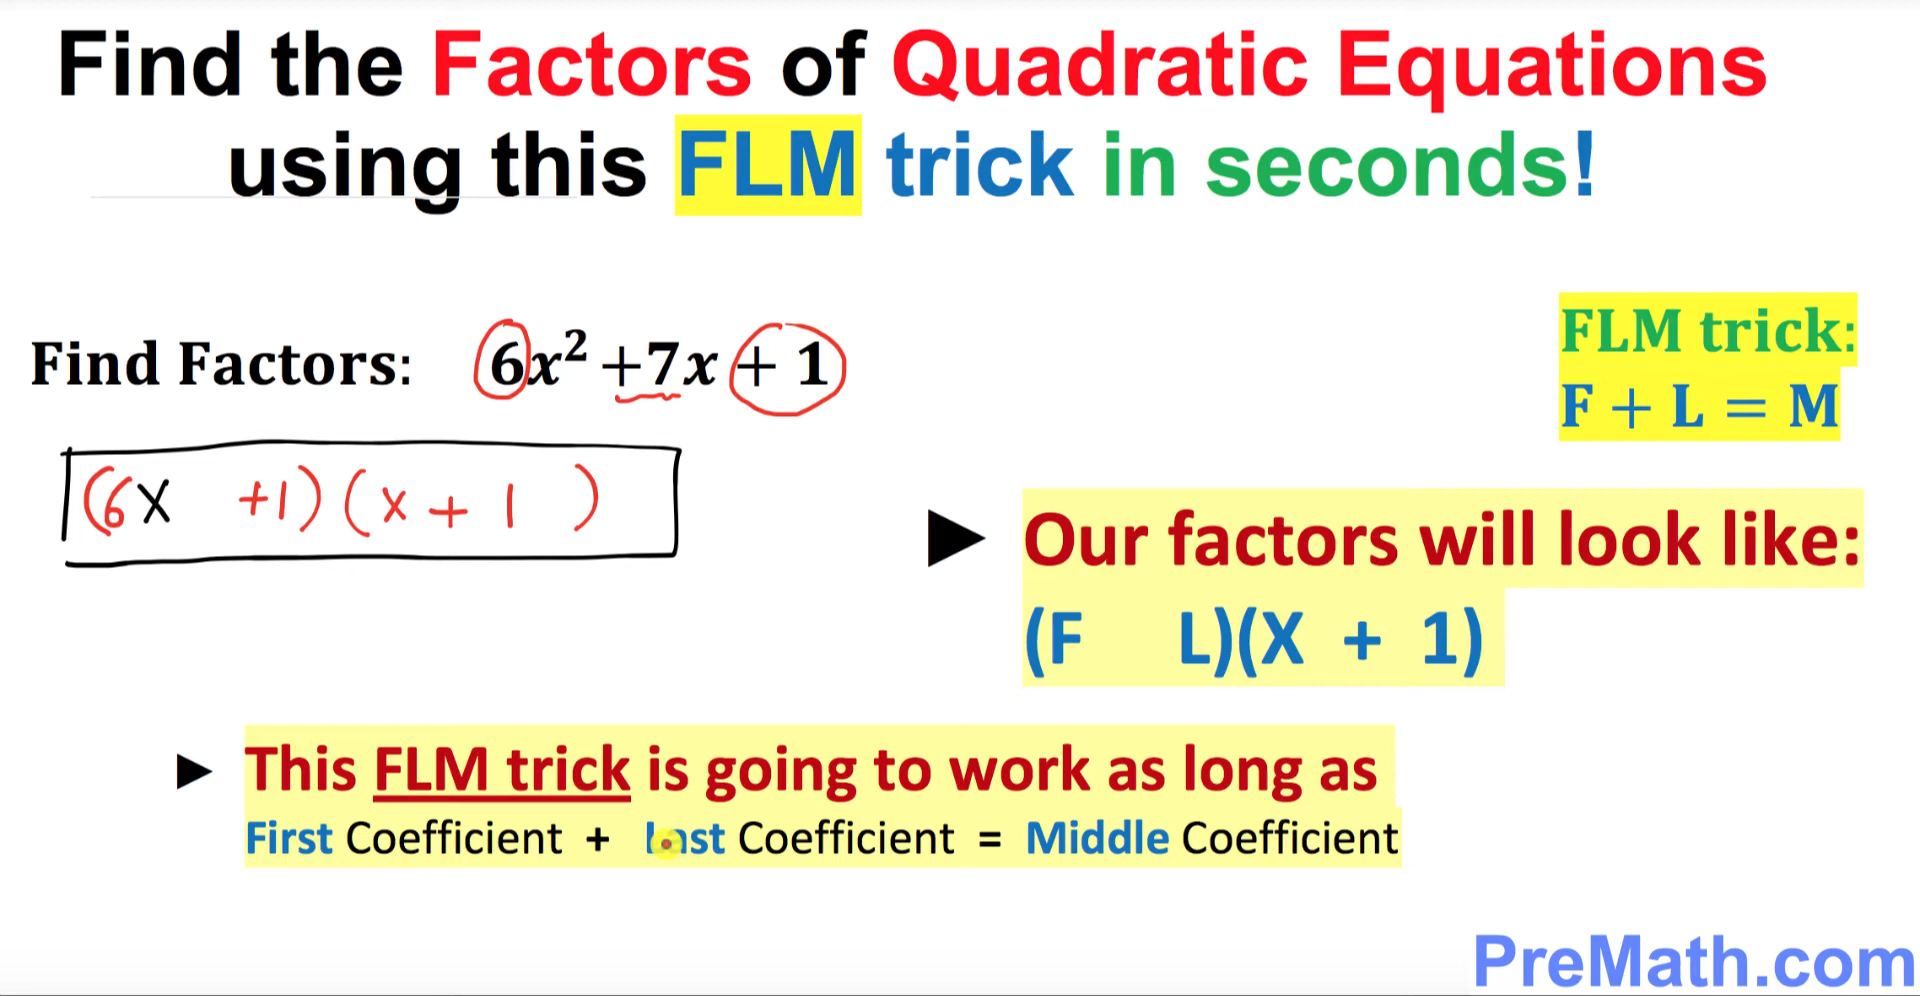 Find the Factors of Quadratic Equations
using this FLM trick in seconds!
Find Factors: 6x² +7x + 1
FLM trick:
F + L = M
(6x +1)(x + 1 )
Our factors will look like:
(F L)(X + 1)
This FLM trick is going to work as long as
First Coefficient + Last Coefficient = Middle Coefficient
PreMath.com